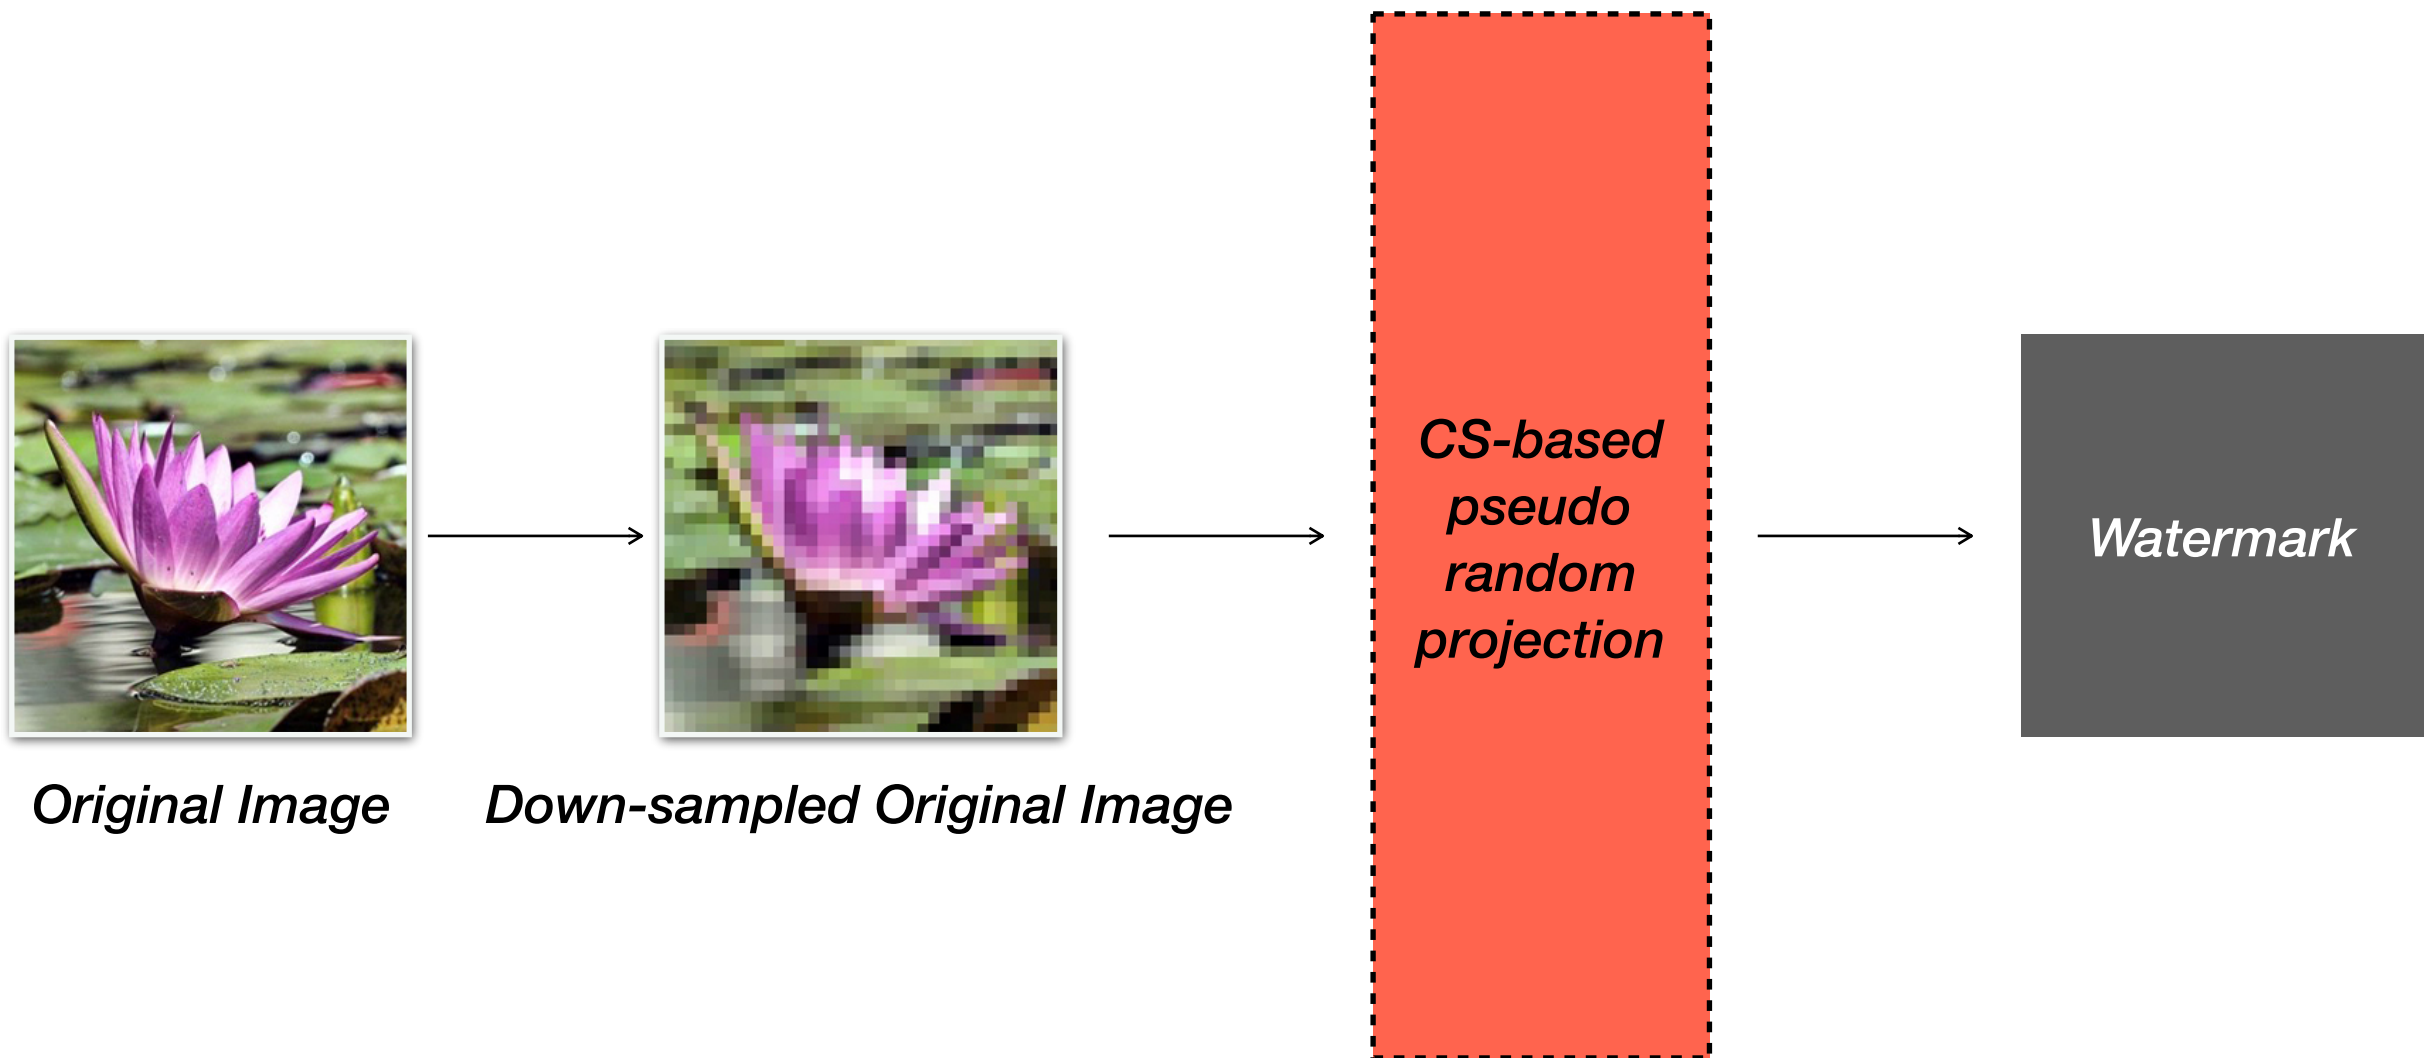 CS-based
pseudo
random
projection
Watermark
Original Image
Down-sampled Original Image